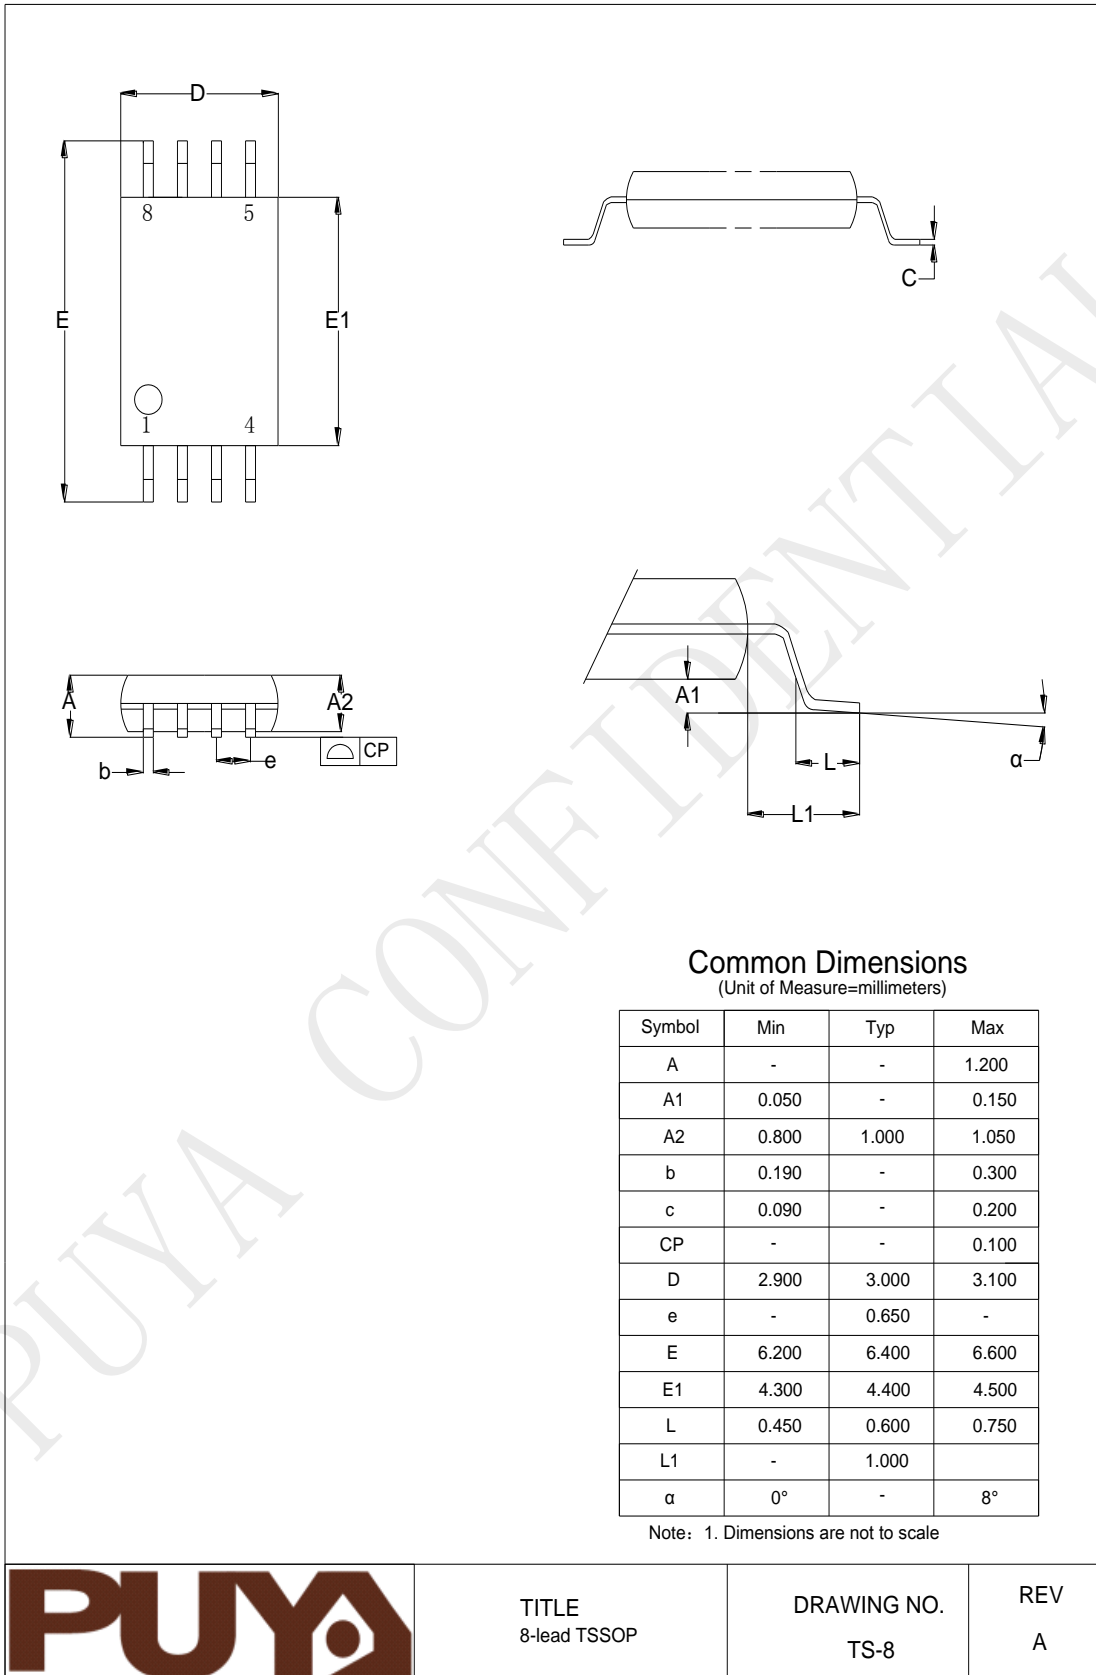 D
8 5
E
E1
1 4
C
A
A2
b
e
CP
A1
L
L1
α
PUYA CONFIDENTIAL
Common Dimensions
(Unit of Measure=millimeters)
Symbol Min Typ Max
A - - 1.200
A1 0.050 - 0.150
A2 0.800 1.000 1.050
b 0.190 - 0.300
c 0.090 - 0.200
CP - - 0.100
D 2.900 3.000 3.100
e - 0.650 -
E 6.200 6.400 6.600
E1 4.300 4.400 4.500
L 0.450 0.600 0.750
L1 - 1.000
α 0° - 8°
Note: 1. Dimensions are not to scale
PUYA
TITLE
8-lead TSSOP
DRAWING NO.
TS-8
REV
A